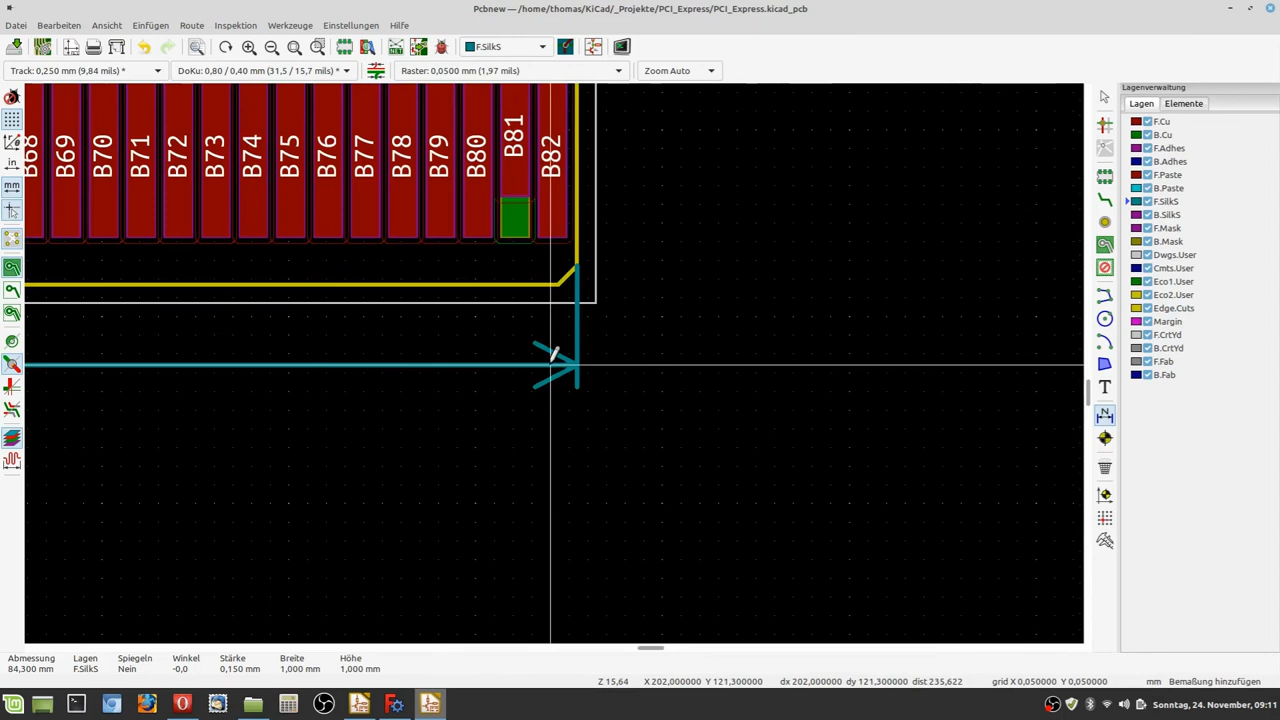 Pcbnew — /home/thomas/KiCad/_Projekte/PCI_Express/PCI_Express.kicad_pcb
Datei Bearbeiten Ansicht Einfügen Route Inspektion Werkzeuge Einstellungen Hilfe
F.SilkS
Track: 0,250 mm (9,84 mils) * DoKu: 0,80 / 0,40 mm (31,5 / 15,7 mils) * Raster: 0,0500 mm (1,97 mils) Zoom Auto
Lagenverwaltung
Lagen Elemente
F.Cu
B.Cu
F.Adhes
B.Adhes
F.Paste
B.Paste
F.SilkS
B.SilkS
F.Mask
B.Mask
Dwgs.User
Cmts.User
Eco1.User
Eco2.User
Edge.Cuts
Margin
F.CrtYd
B.CrtYd
F.Fab
B.Fab
in
mm
B68 B69 B70 B71 B72 B73 B74 B75 B76 B77 B78 B79 B80 B81 B82
T
N
Abmessung Lagen Spiegeln Winkel Stärke Breite Höhe
84,300 mm F.SilkS Nein -0,0 0,150 mm 1,000 mm 1,000 mm
Z 15,64 X 202,000000 Y 121,300000 dx 202,000000 dy 121,300000 dist 235,622 grid X 0,050000 Y 0,050000 mm Bemaßung hinzufügen
Sonntag, 24. November, 09:11